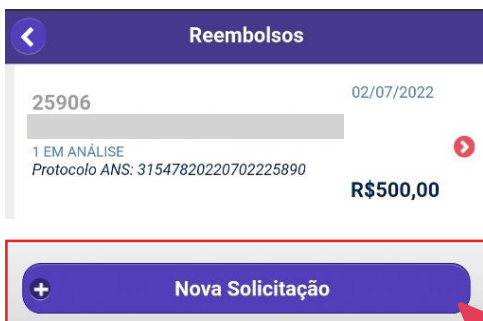 Reembolsos
25906
02/07/2022
1 EM ANÁLISE
Protocolo ANS: 31547820220702225890
R$500,00
Nova Solicitação